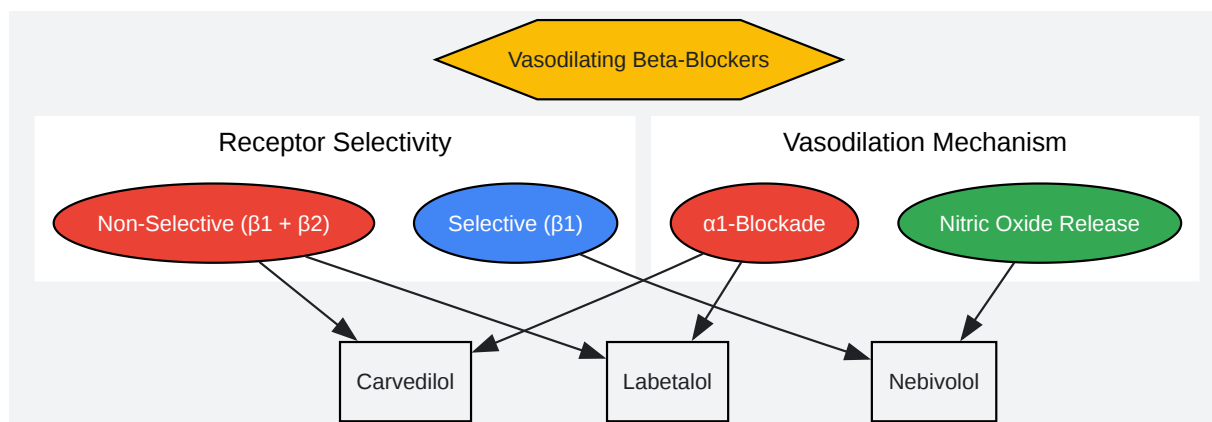 Vasodilating Beta-Blockers
Receptor Selectivity
Vasodilation Mechanism
Non-Selective (β1 + β2)
Selective (β1)
α1-Blockade
Nitric Oxide Release
Carvedilol
Labetalol
Nebivolol